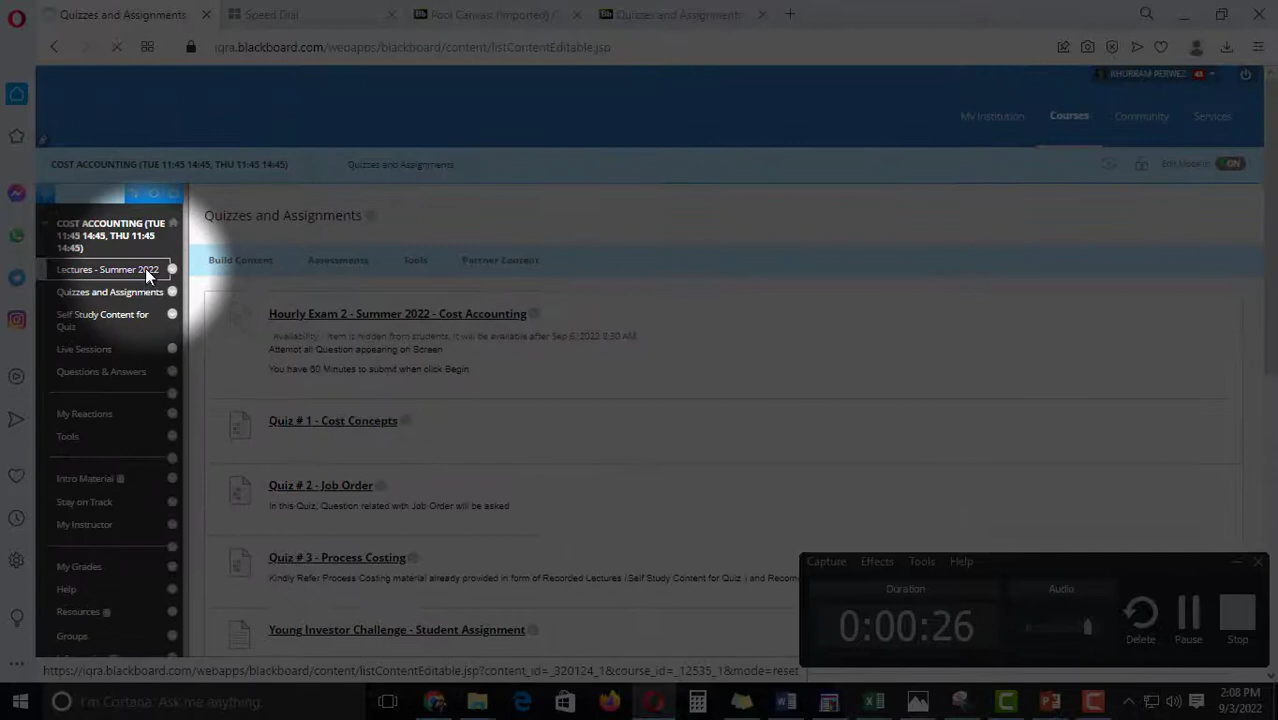 Quizzes and Assignments
Speed Dial
Pool Canvas (Imported)
Quizzes and Assignments
iqra.blackboard.com/webapps/blackboard/content/listContentEditable.jsp
KHURRAM PERWEZ 43
My Institution
Courses
Community
Services
COST ACCOUNTING (TUE 11:45 14:45, THU 11:45 14:45)
Quizzes and Assignments
Edit Mode is: ON
COST ACCOUNTING (TUE
11:45 14:45, THU 11:45
14:45)
Lectures - Summer 2022
Quizzes and Assignments
Self Study Content for
Quiz
Live Sessions
Questions & Answers
My Reactions
Tools
Intro Material
Stay on Track
My Instructor
My Grades
Help
Resources
Groups
Quizzes and Assignments
Build Content
Assessments
Tools
Partner Content
Hourly Exam 2 - Summer 2022 - Cost Accounting
Availability - Item is hidden from students. It will be available after Sep 6, 2022 8:30 AM.
Attempt all Question appearing on Screen
You have 60 Minutes to submit when click Begin
Quiz # 1 - Cost Concepts
Quiz # 2 - Job Order
In this Quiz, Question related with Job Order will be asked
Quiz # 3 - Process Costing
Kindly Refer Process Costing material already provided in form of Recorded Lectures (Self Study Content for Quiz ) and Recom
Young Investor Challenge - Student Assignment
Capture
Effects
Tools
Help
Duration
Audio
0:00:26
Delete
Pause
Stop
https://iqra.blackboard.com/webapps/blackboard/content/listContentEditable.jsp?content_id=_320124_1&course_id=_12535_1&mode=reset
I'm Cortana. Ask me anything.
2:08 PM
9/3/2022